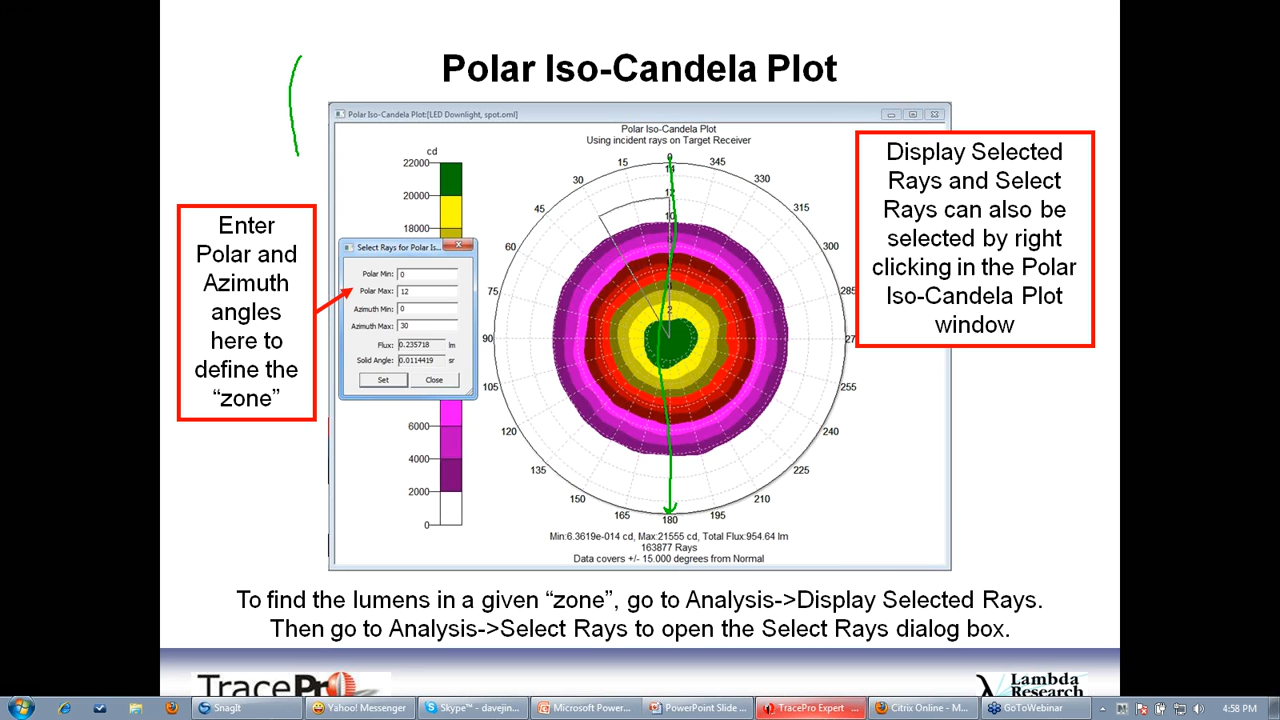 Polar Iso-Candela Plot
Polar Iso-Candela Plot:[LED Downlight, spot.oml]
Polar Iso-Candela Plot
Using incident rays on Target Receiver
cd
22000
20000
18000
6000
4000
2000
0
0
15
30
45
60
75
90
105
120
135
150
165
180
195
210
225
240
255
27
285
300
315
330
345
14
12
10
2
Select Rays for Polar Is...
Polar Min: 0
Polar Max: 12
Azimuth Min: 0
Azimuth Max: 30
Flux: 0.235718 lm
Solid Angle: 0.0114419 sr
Set Close
Min:6.3619e-014 cd, Max:21555 cd, Total Flux:954.64 lm
163877 Rays
Data covers +/- 15.000 degrees from Normal
Enter
Polar and
Azimuth
angles
here to
define the
“zone”
Display Selected
Rays and Select
Rays can also be
selected by right
clicking in the Polar
Iso-Candela Plot
window
To find the lumens in a given “zone”, go to Analysis->Display Selected Rays.
Then go to Analysis->Select Rays to open the Select Rays dialog box.
TracePro
Lambda
Research
SnagIt
Yahoo! Messenger
Skype™ - davejin...
Microsoft Powe...
PowerPoint Slide ...
TracePro Expert ...
Citrix Online - M...
GoToWebinar
4:58 PM